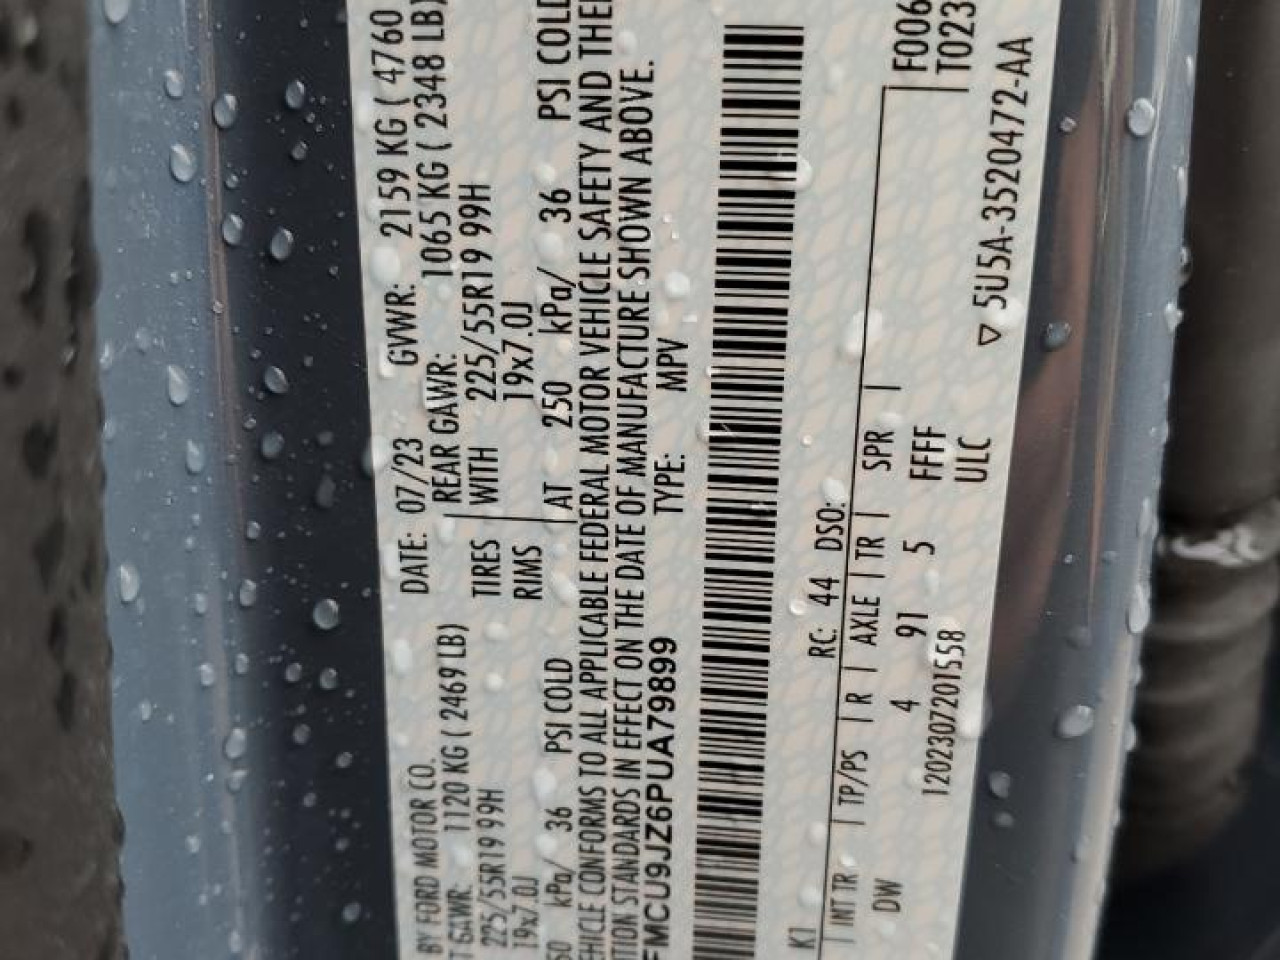 BY FORD MOTOR CO. DATE: 07/23 GVWR: 2159 KG ( 4760
T GAWR: 1120 KG ( 2469 LB) REAR GAWR: 1065 KG ( 2348 LB)
225/55R19 99H TIRES WITH 225/55R19 99H
19x7.0J RIMS 19x7.0J
50 kPa/ 36 PSI COLD AT 250 kPa/ 36 PSI COLD
EHICLE CONFORMS TO ALL APPLICABLE FEDERAL MOTOR VEHICLE SAFETY AND THE
TION STANDARDS IN EFFECT ON THE DATE OF MANUFACTURE SHOWN ABOVE.
FMCU9JZ6PUA79899 TYPE: MPV
K1 RC: 44 DSO:
INT TR TP/PS R AXLE TR SPR
DW 4 91 5 FFFF
1202307201558 ULC
F006
T023
▽ 5U5A-3520472-AA